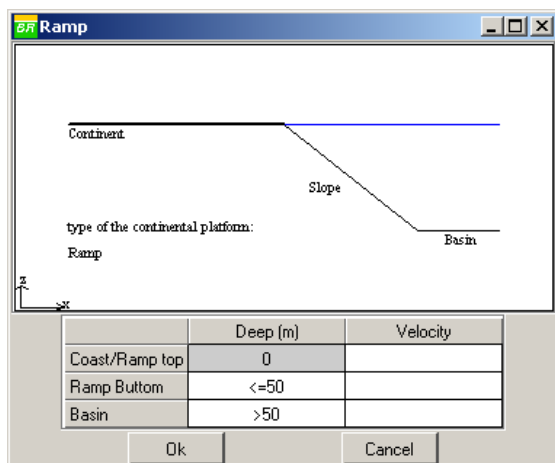 BR Ramp
Continent
Slope
type of the continental platform:
Basin
Ramp
z
x
Deep (m) Velocity
Coast/Ramp top 0
Ramp Buttom <=50
Basin >50
Ok Cancel